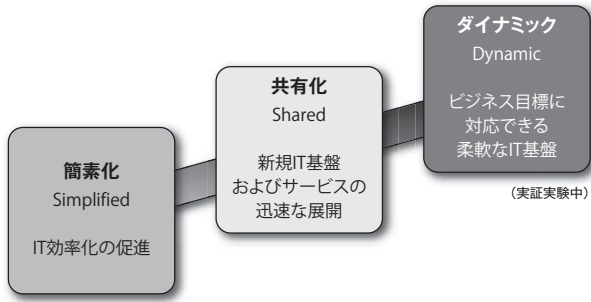 簡素化
Simplified
IT効率化の促進
共有化
Shared
新規IT基盤
およびサービスの
迅速な展開
ダイナミック
Dynamic
ビジネス目標に
対応できる
柔軟なIT基盤
(実証実験中)